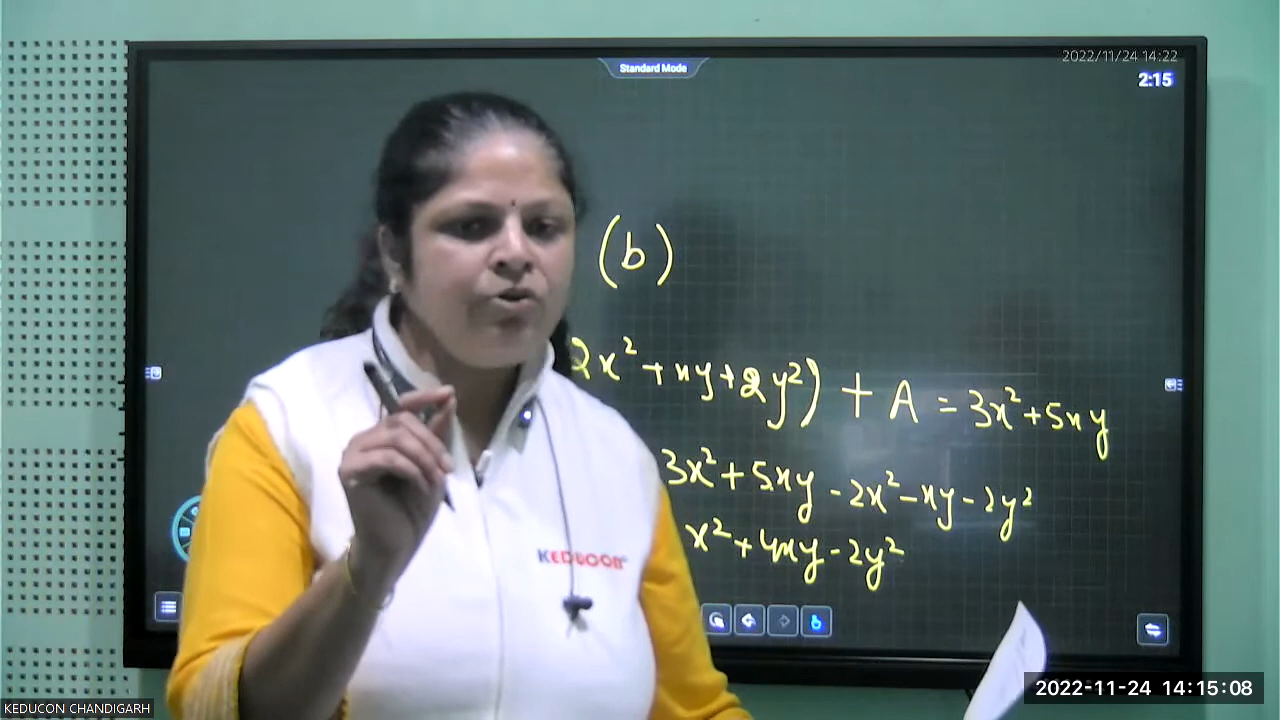 2022/11/24 14:22
Standard Mode
2:15
(b)
2x² + xy + 2y²) + A = 3x² + 5xy
3x² + 5xy - 2x² - xy - 2y²
x² + 4xy - 2y²
KEDUCON
2022-11-24 14:15:08
KEDUCON CHANDIGARH